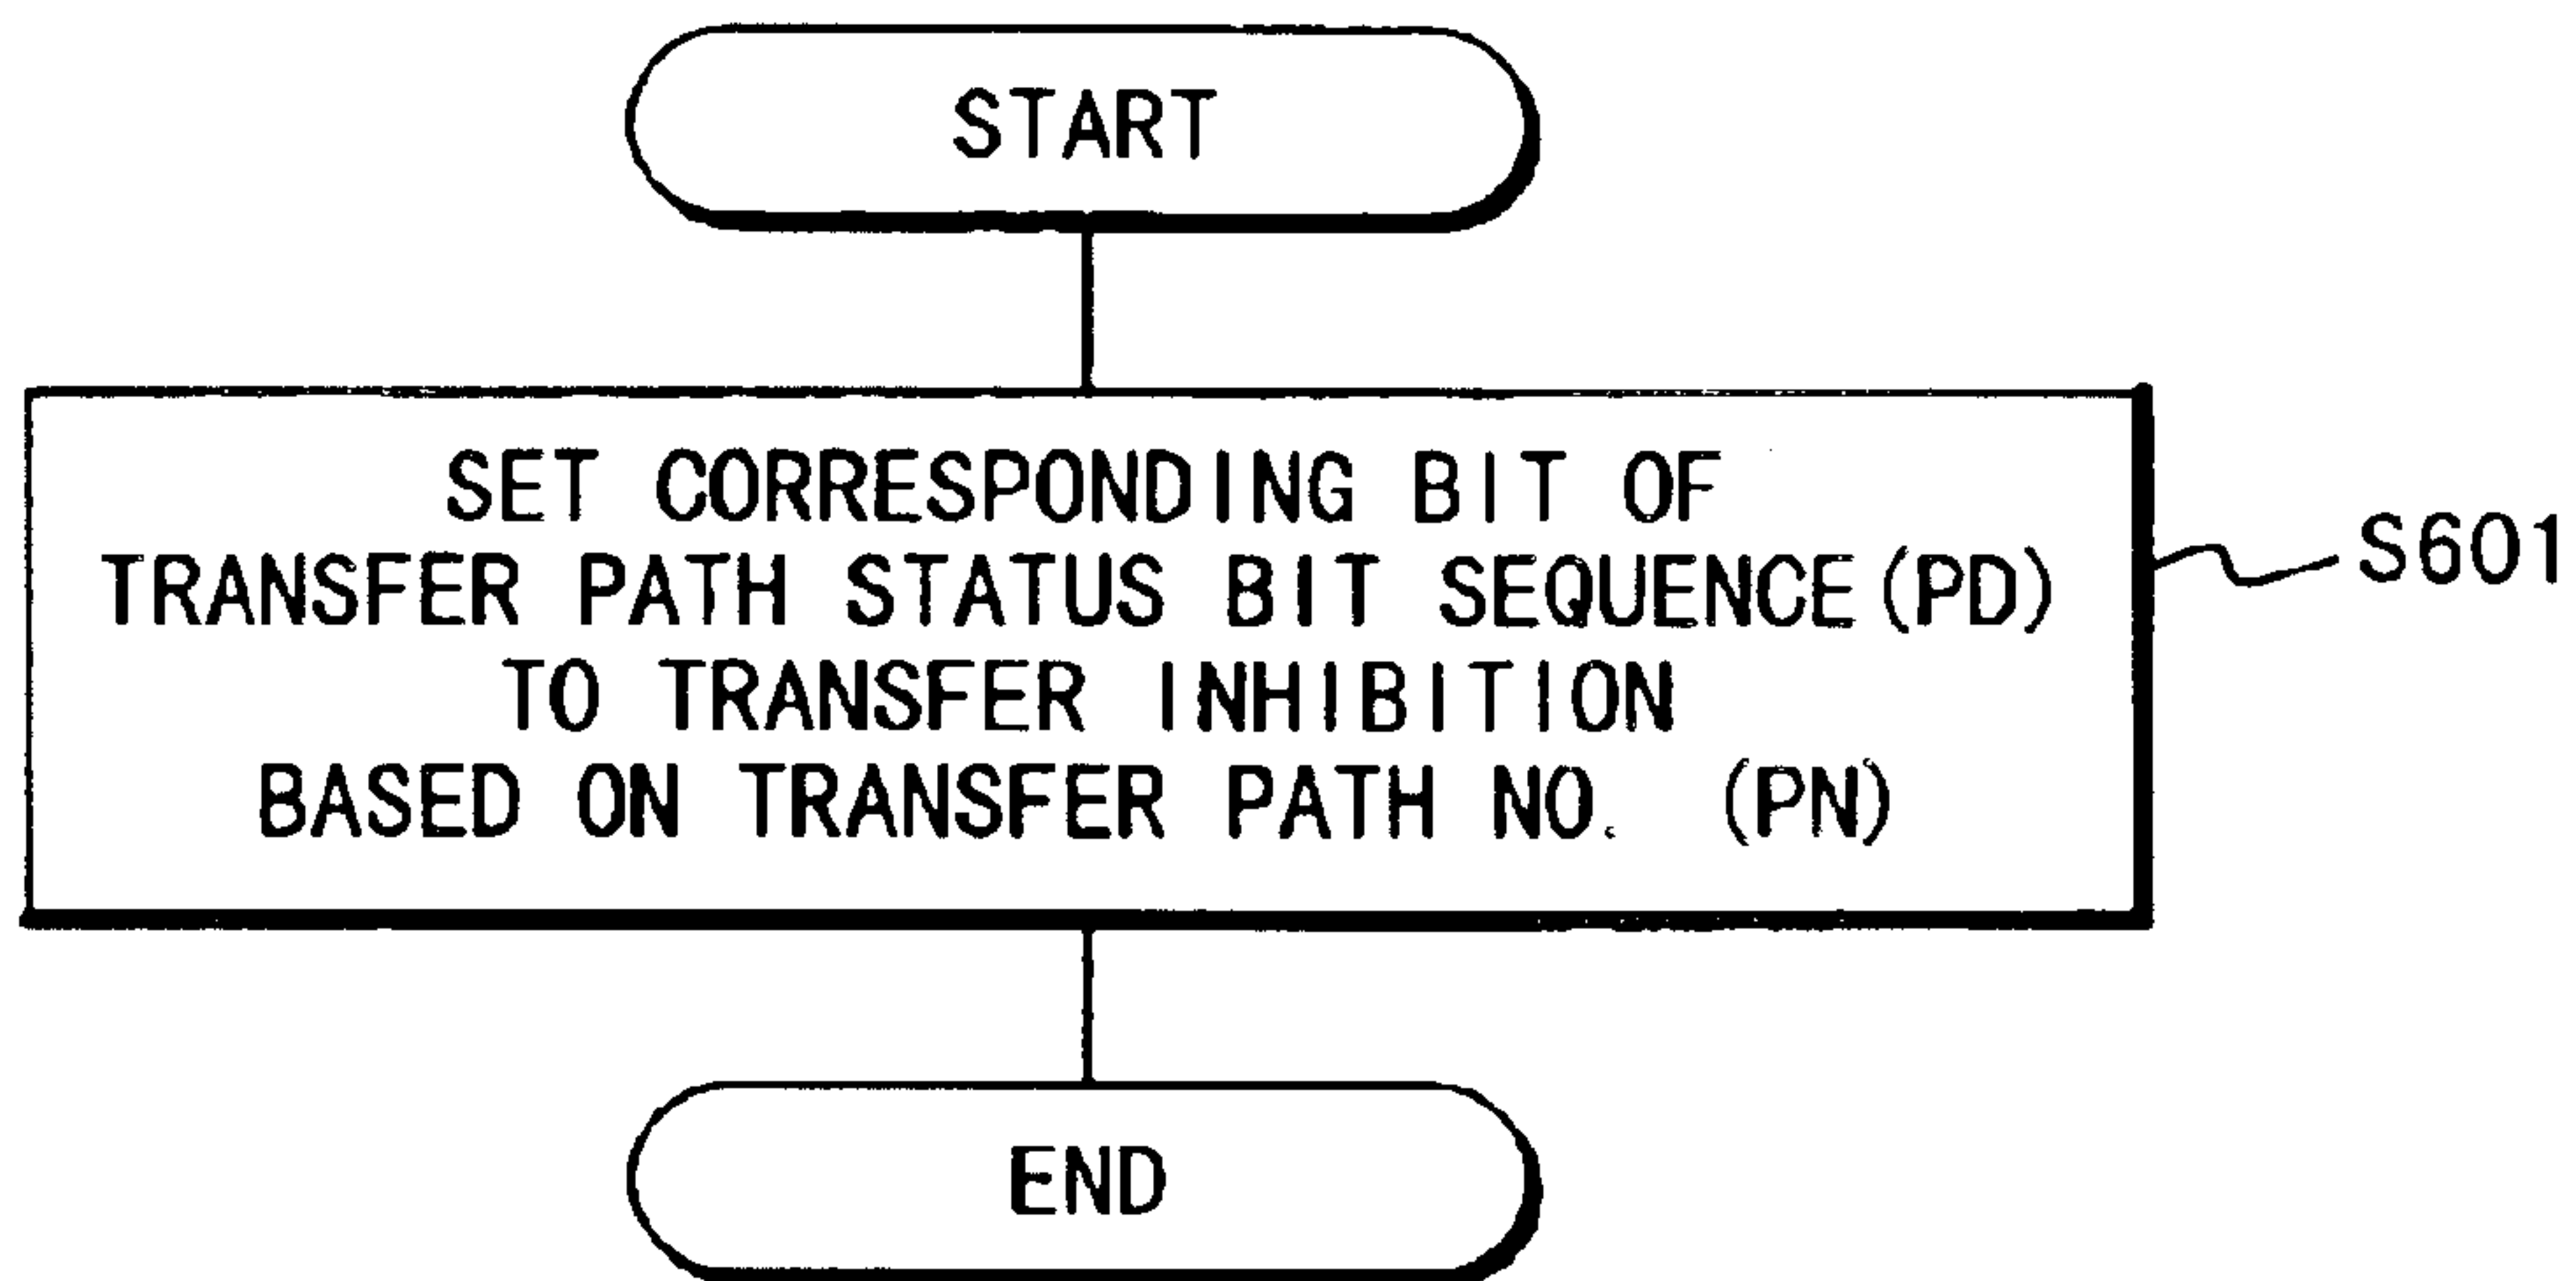 START
SET CORRESPONDING BIT OF
TRANSFER PATH STATUS BIT SEQUENCE(PD)
TO TRANSFER INHIBITION
BASED ON TRANSFER PATH NO. (PN)
S601
END